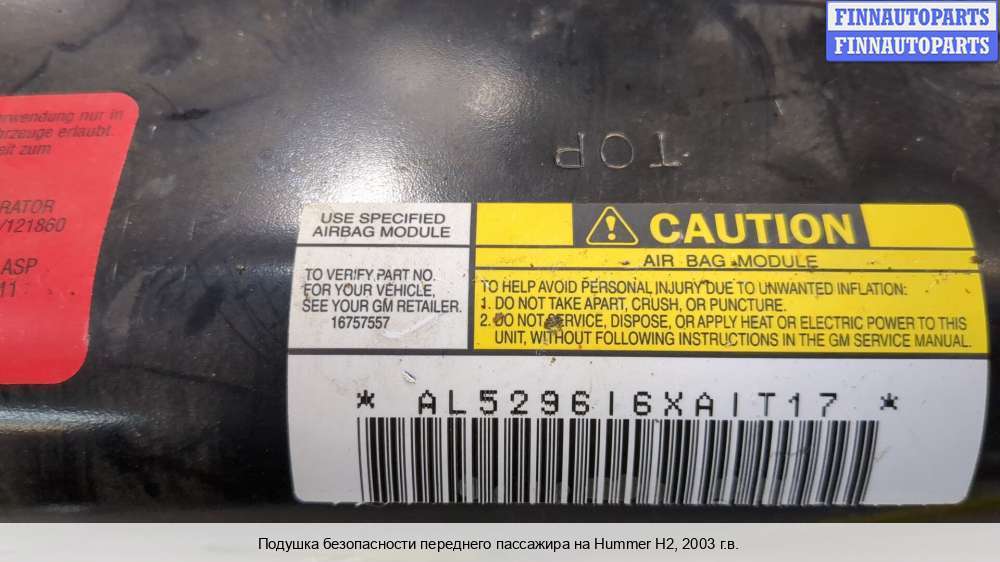 FINNAUTOPARTS
FINNAUTOPARTS
nur in
erlaubt.
zum
RATOR
/121860
ASP
11
TOP
USE SPECIFIED
AIRBAG MODULE
TO VERIFY PART NO.
FOR YOUR VEHICLE,
SEE YOUR GM RETAILER.
16757557
CAUTION
AIR BAG MODULE
TO HELP AVOID PERSONAL INJURY DUE TO UNWANTED INFLATION:
1. DO NOT TAKE APART, CRUSH, OR PUNCTURE.
2. DO NOT SERVICE, DISPOSE, OR APPLY HEAT OR ELECTRIC POWER TO THIS
UNIT, WITHOUT FOLLOWING INSTRUCTIONS IN THE GM SERVICE MANUAL.
* AL5296I6XAIT17 *
Подушка безопасности переднего пассажира на Hummer H2, 2003 г.в.